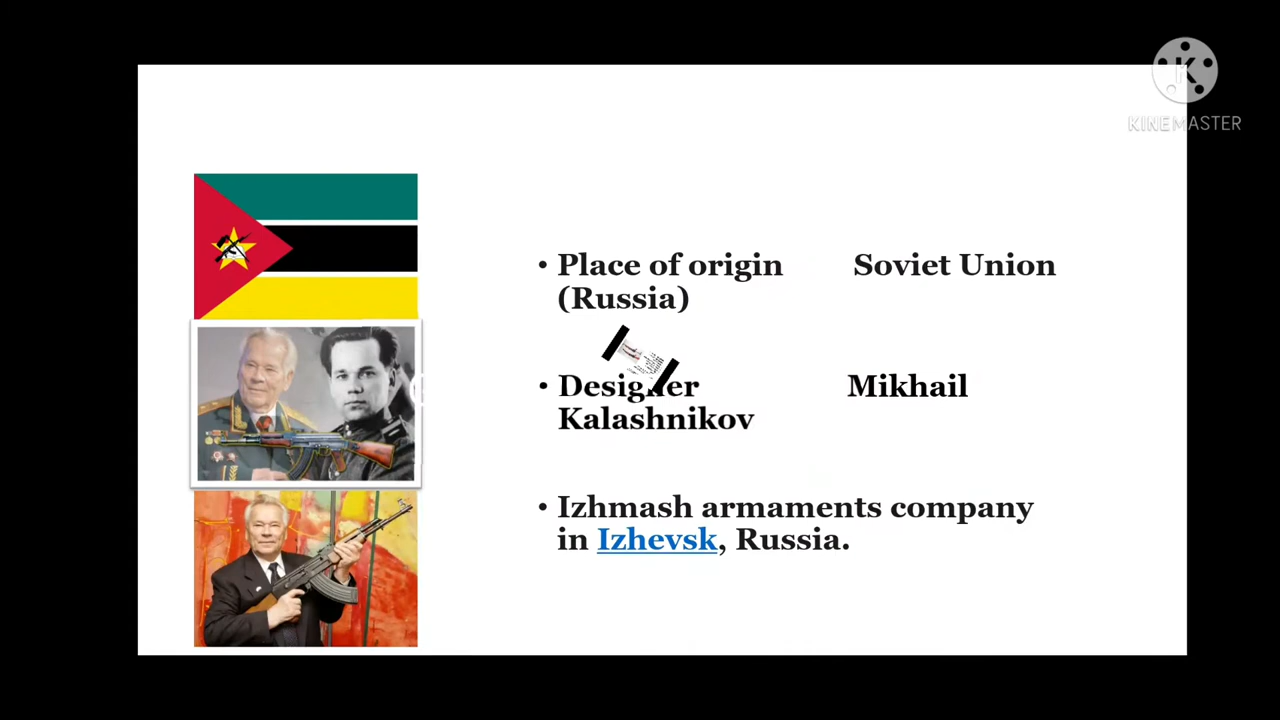 KINEMASTER
• Place of origin Soviet Union
(Russia)
• Designer Mikhail
Kalashnikov
• Izhmash armaments company
in Izhevsk, Russia.